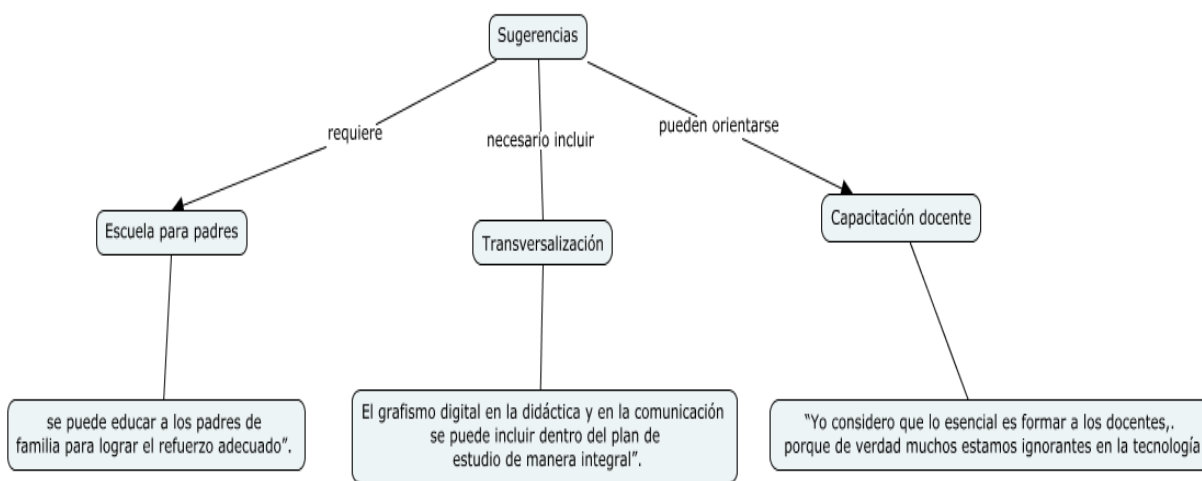 Sugerencias
requiere
necesario incluir
pueden orientarse
Escuela para padres
Transversalización
Capacitación docente
se puede educar a los padres de
familia para lograr el refuerzo adecuado”.
El grafismo digital en la didáctica y en la comunicación
se puede incluir dentro del plan de
estudio de manera integral”.
“Yo considero que lo esencial es formar a los docentes,.
porque de verdad muchos estamos ignorantes en la tecnología